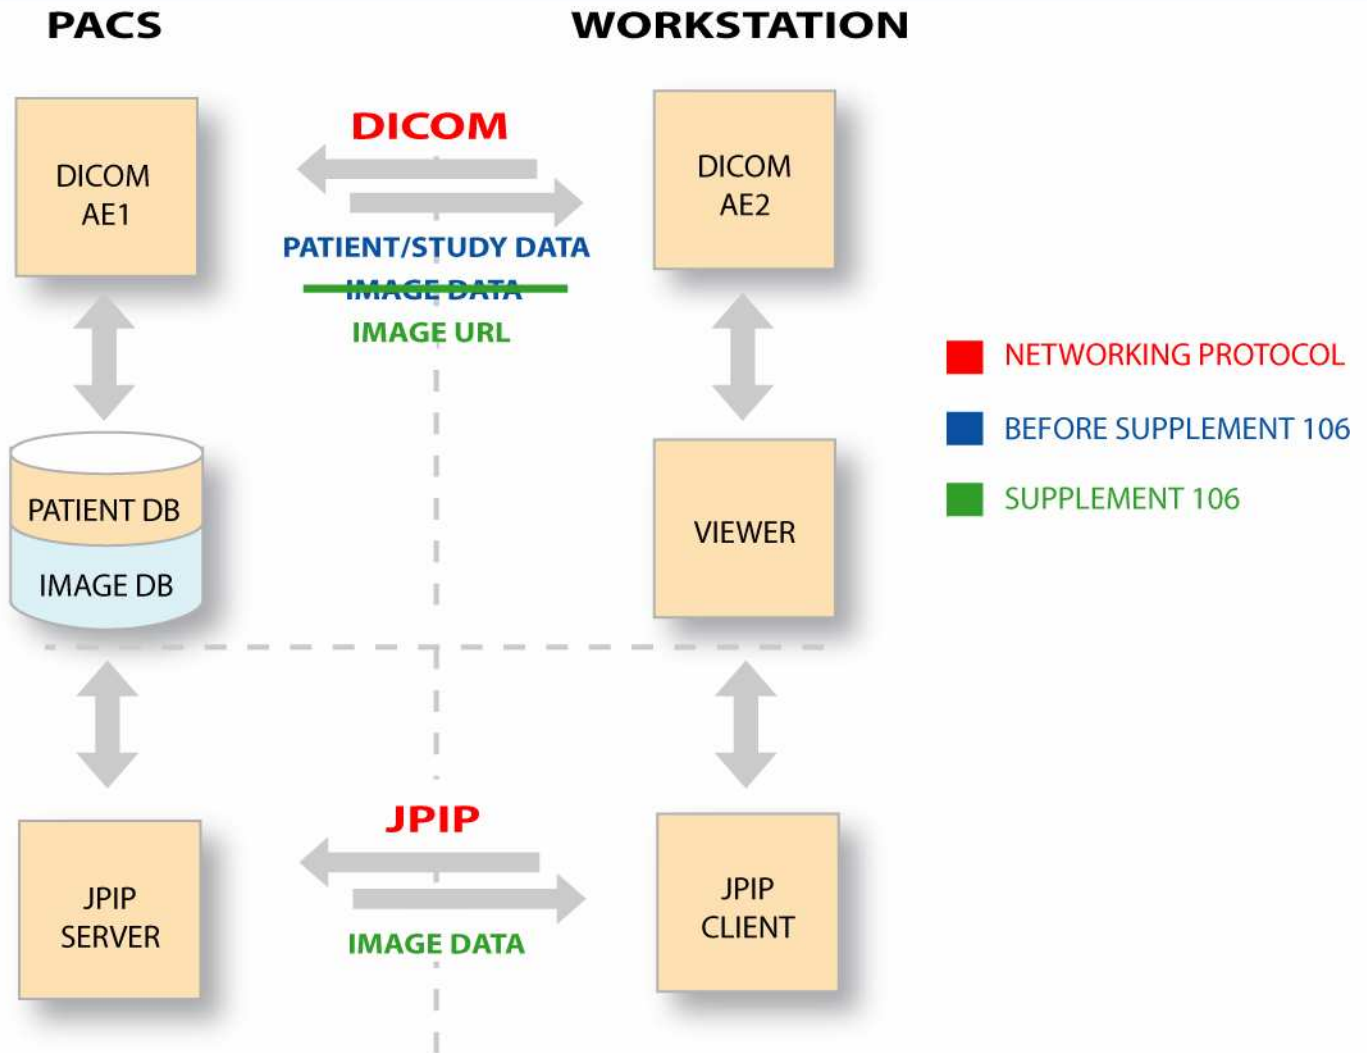 PACS
WORKSTATION
DICOM
AE1
DICOM
PATIENT/STUDY DATA
IMAGE DATA
IMAGE URL
DICOM
AE2
NETWORKING PROTOCOL
BEFORE SUPPLEMENT 106
SUPPLEMENT 106
PATIENT DB
IMAGE DB
VIEWER
JPIP
SERVER
JPIP
IMAGE DATA
JPIP
CLIENT